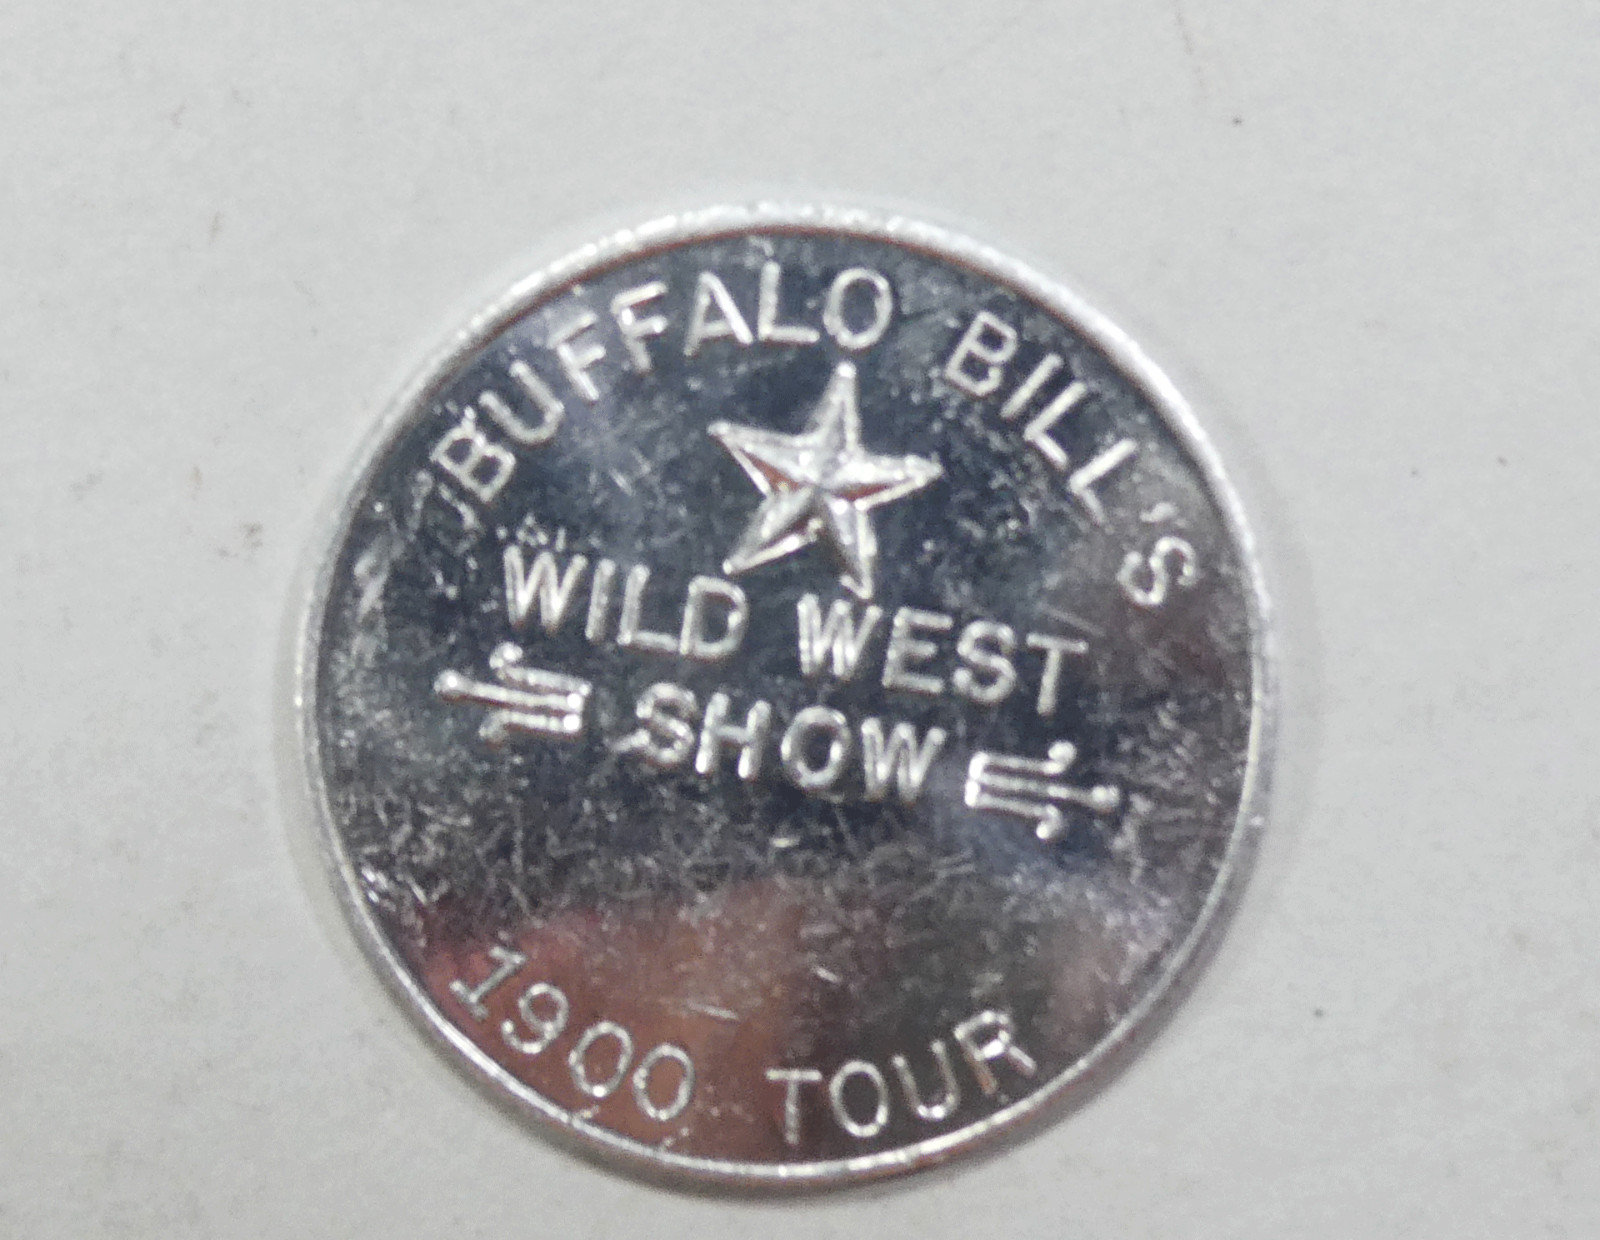 BUFFALO BILL'S
WILD WEST
SHOW
1900 TOUR